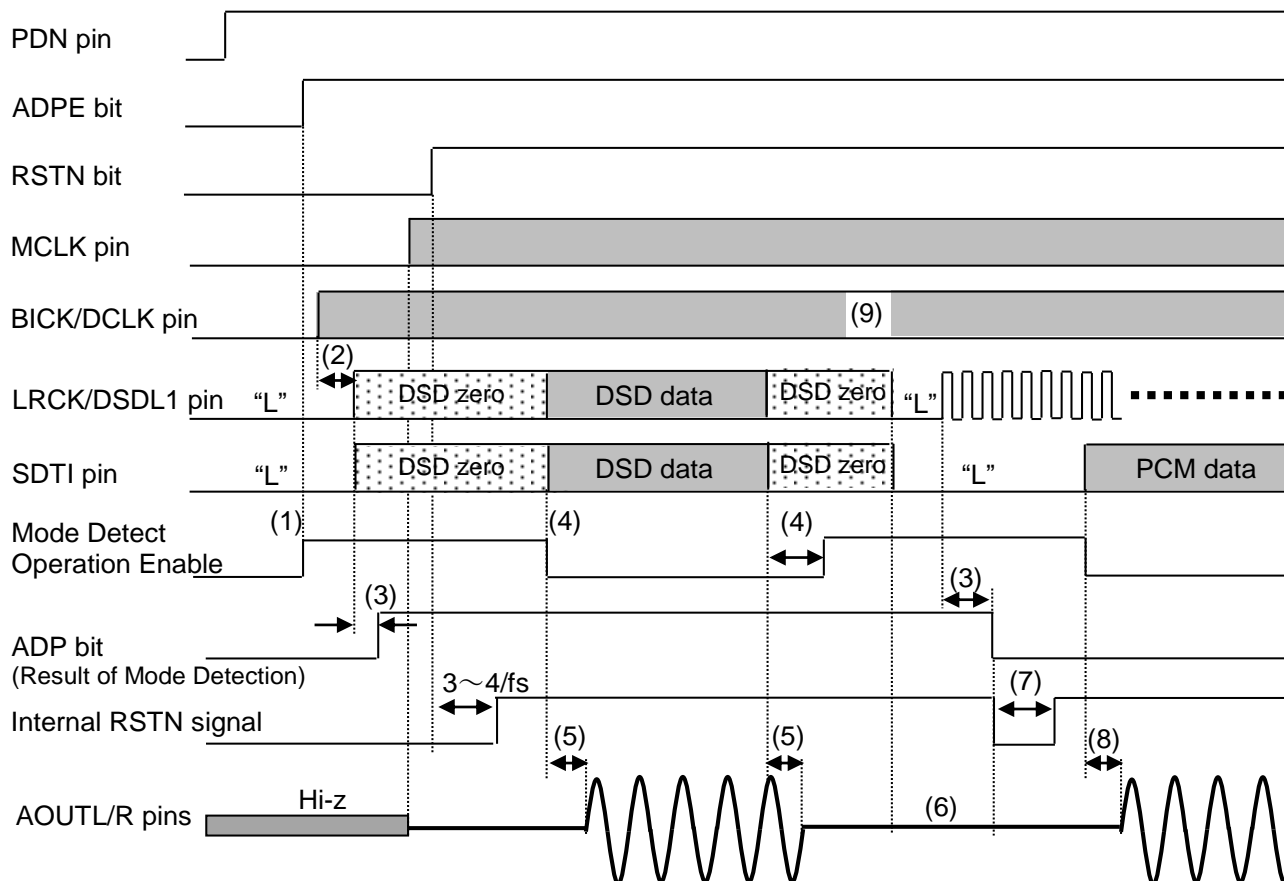 PDN pin
ADPE bit
RSTN bit
MCLK pin
BICK/DCLK pin
(9)
(2)
LRCK/DSDL1 pin “L” DSD zero DSD data DSD zero “L”
SDTI pin “L” DSD zero DSD data DSD zero “L” PCM data
(1) (4) (4)
Mode Detect
Operation Enable
(3) (3)
ADP bit
(Result of Mode Detection)
3～4/fs (7)
Internal RSTN signal
(5) (5) (8)
Hi-z
AOUTL/R pins (6)